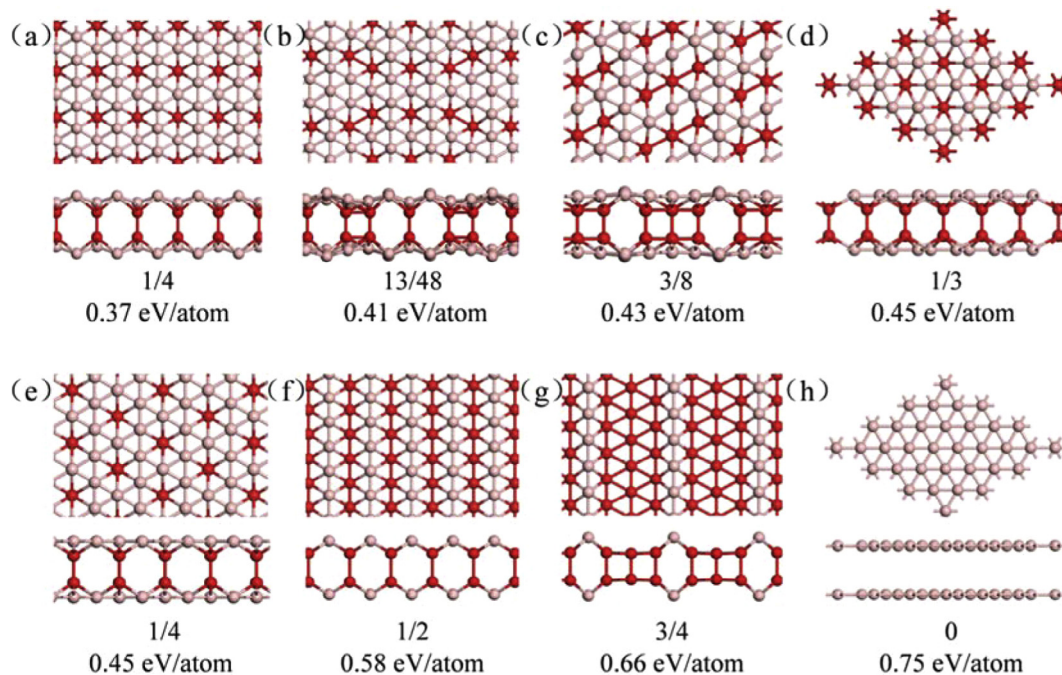 (a) (b) (c) (d)
1/4 13/48 3/8 1/3
0.37 eV/atom 0.41 eV/atom 0.43 eV/atom 0.45 eV/atom
(e) (f) (g) (h)
1/4 1/2 3/4 0
0.45 eV/atom 0.58 eV/atom 0.66 eV/atom 0.75 eV/atom